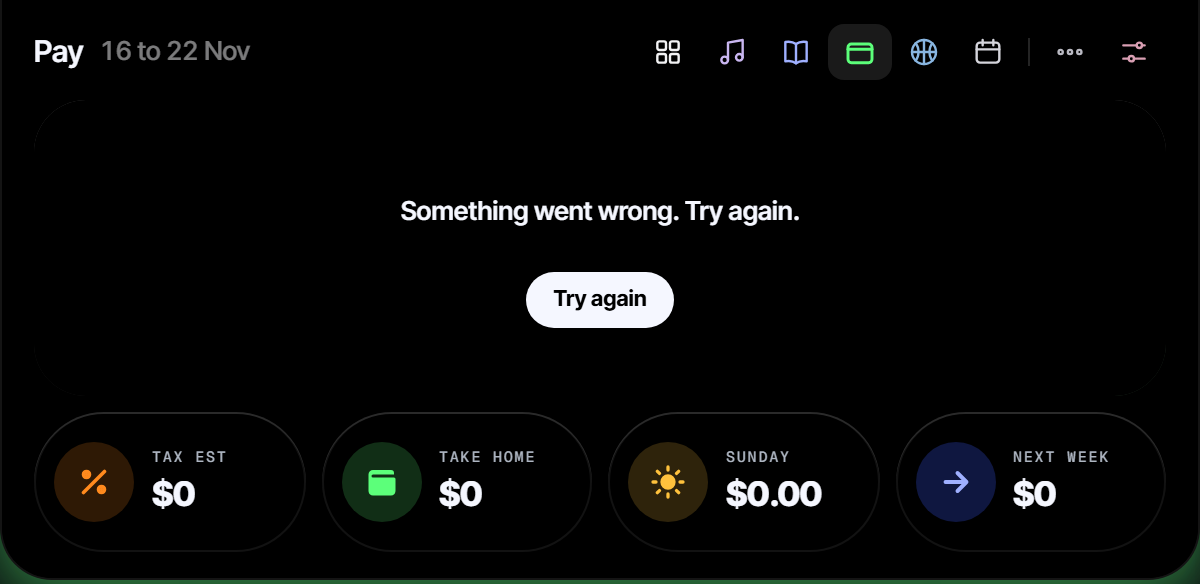 Pay 16 to 22 Nov
Something went wrong. Try again.
Try again
TAX EST
$0
TAKE HOME
$0
SUNDAY
$0.00
NEXT WEEK
$0